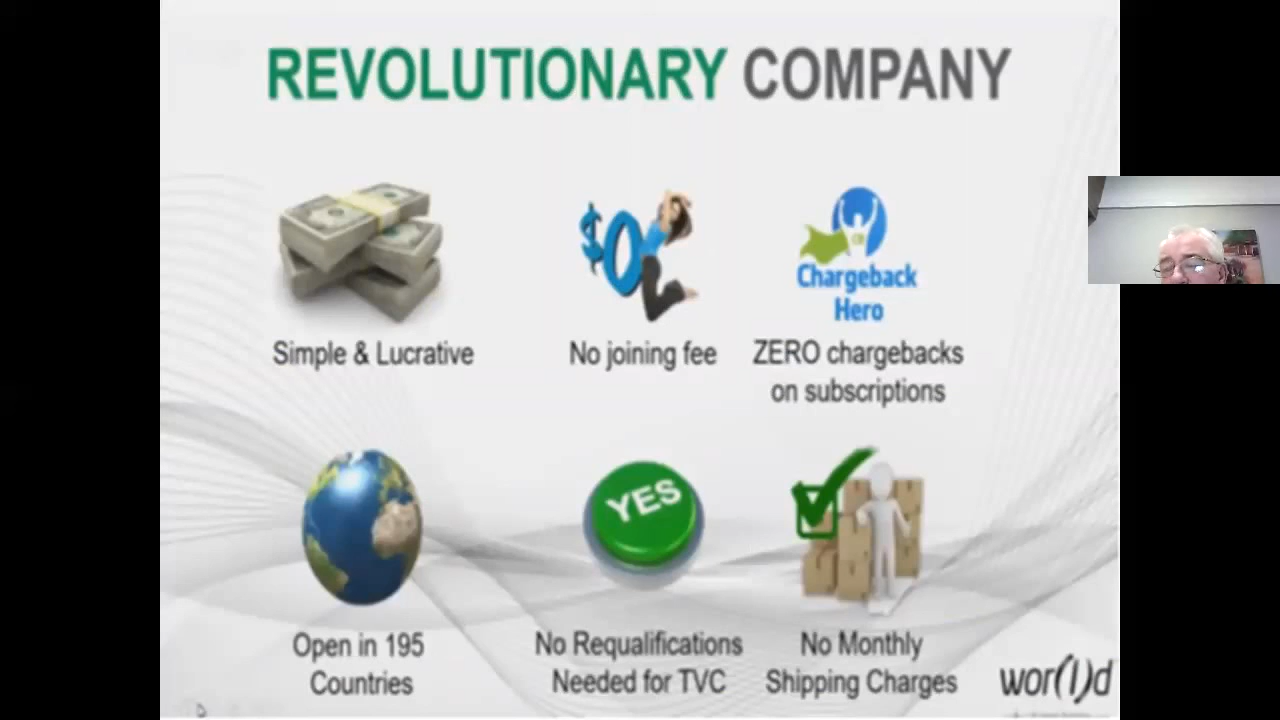 REVOLUTIONARY COMPANY
$0
Chargeback
Hero
Simple & Lucrative
No joining fee
ZERO chargebacks
on subscriptions
YES
Open in 195
Countries
No Requalifications
Needed for TVC
No Monthly
Shipping Charges
wor(l)d